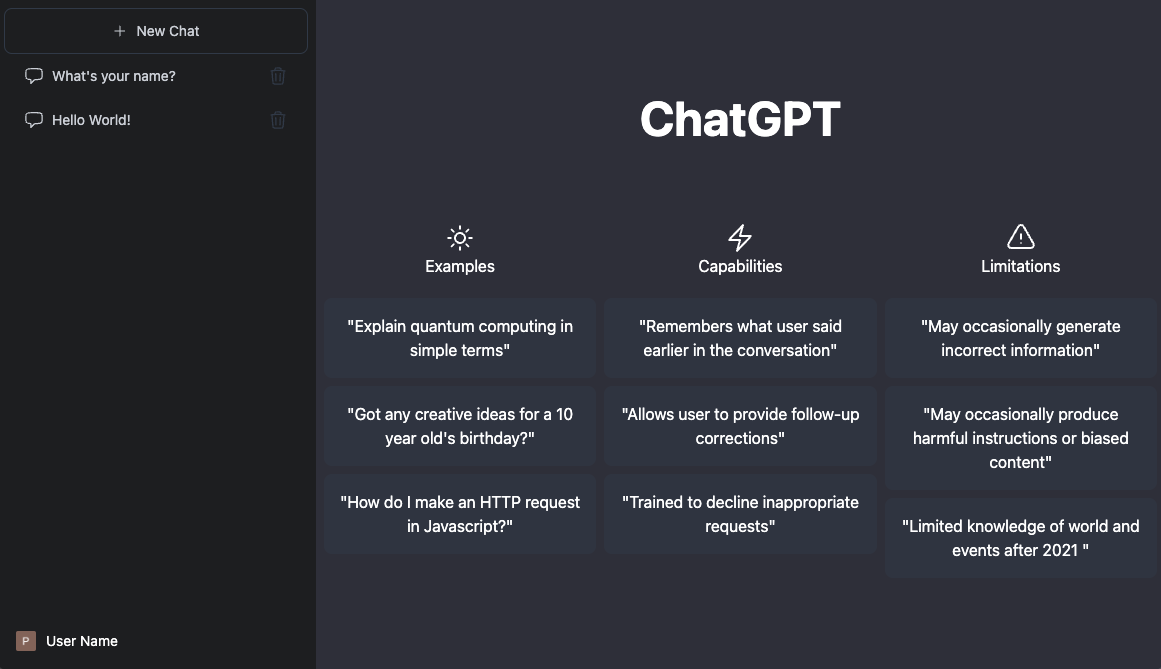 New Chat
What's your name?
Hello World!
P
User Name
ChatGPT
Examples
"Explain quantum computing in
simple terms"
"Got any creative ideas for a 10
year old's birthday?"
"How do I make an HTTP request
in Javascript?"
Capabilities
"Remembers what user said
earlier in the conversation"
"Allows user to provide follow-up
corrections"
"Trained to decline inappropriate
requests"
Limitations
"May occasionally generate
incorrect information"
"May occasionally produce
harmful instructions or biased
content"
"Limited knowledge of world and
events after 2021 "